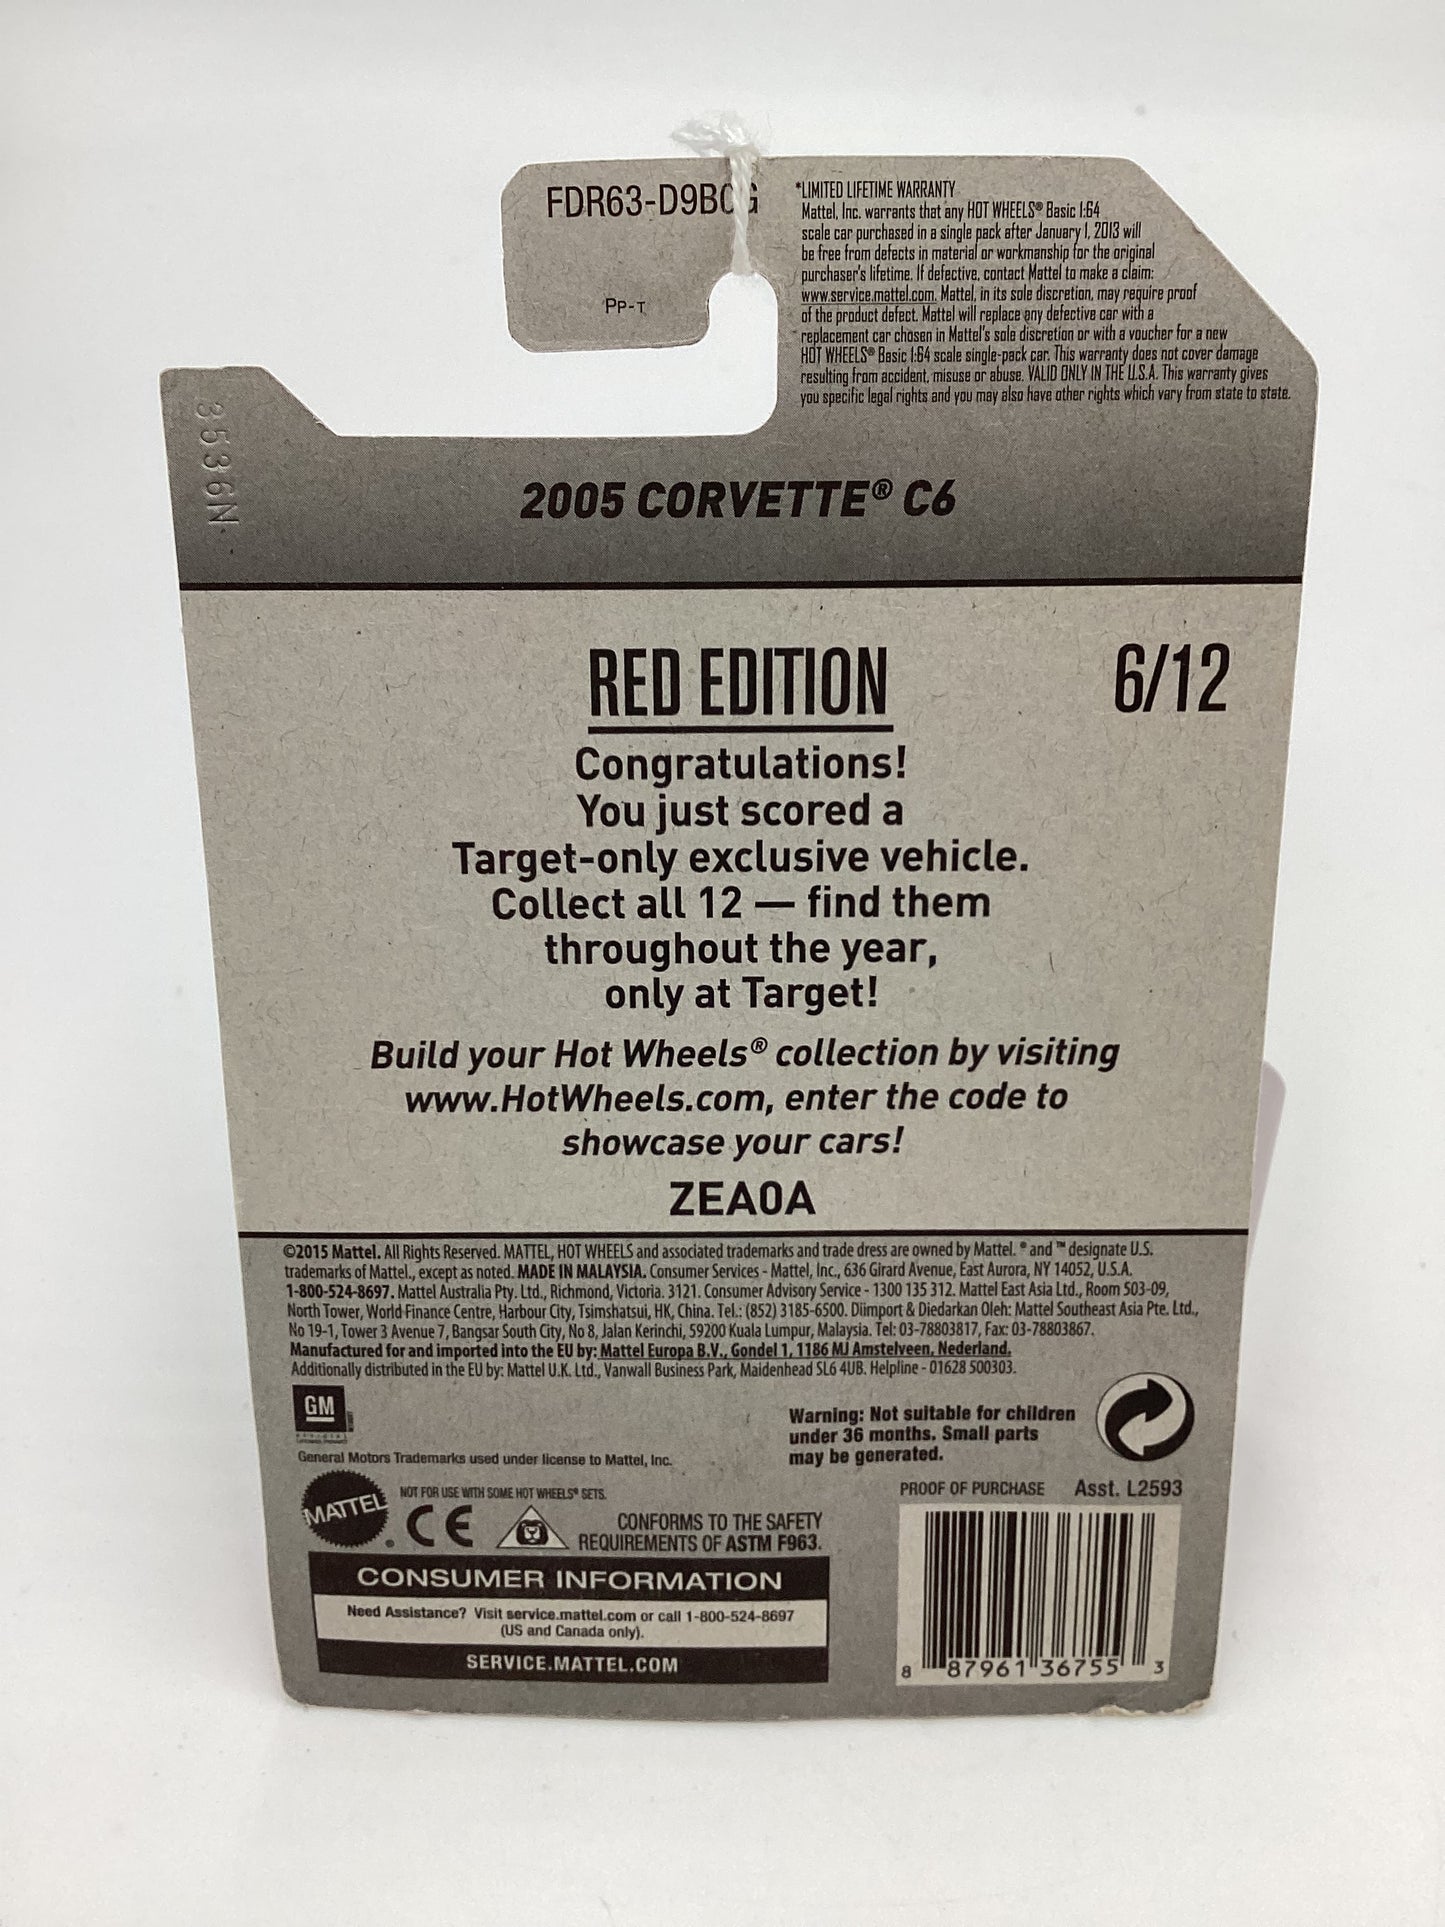 FDR63-D9B0G
PP-T
*LIMITED LIFETIME WARRANTY
Mattel, Inc. warrants that any HOT WHEELS® Basic 1:64
scale car purchased in a single pack after January 1, 2013 will
be free from defects in material or workmanship for the original
purchaser's lifetime. If defective, contact Mattel to make a claim:
www.service.mattel.com. Mattel, in its sole discretion, may require proof
of the product defect. Mattel will replace any defective car with a
replacement car chosen in Mattel's sole discretion or with a voucher for a new
HOT WHEELS® Basic 1:64 scale single-pack car. This warranty does not cover damage
resulting from accident, misuse or abuse. VALID ONLY IN THE U.S.A. This warranty gives
you specific legal rights and you may also have other rights which vary from state to state.
3536N
2005 CORVETTE® C6
RED EDITION
6/12
Congratulations!
You just scored a
Target-only exclusive vehicle.
Collect all 12 — find them
throughout the year,
only at Target!
Build your Hot Wheels® collection by visiting
www.HotWheels.com, enter the code to
showcase your cars!
ZEA0A
©2015 Mattel. All Rights Reserved. MATTEL, HOT WHEELS and associated trademarks and trade dress are owned by Mattel. ® and ™ designate U.S.
trademarks of Mattel., except as noted. MADE IN MALAYSIA. Consumer Services - Mattel, Inc., 636 Girard Avenue, East Aurora, NY 14052, U.S.A.
1-800-524-8697. Mattel Australia Pty. Ltd., Richmond, Victoria. 3121. Consumer Advisory Service - 1300 135 312. Mattel East Asia Ltd., Room 503-09,
North Tower, World Finance Centre, Harbour City, Tsimshatsui, HK, China. Tel.: (852) 3185-6500. Diimport & Diedarkan Oleh: Mattel Southeast Asia Pte. Ltd.,
No 19-1, Tower 3 Avenue 7, Bangsar South City, No 8, Jalan Kerinchi, 59200 Kuala Lumpur, Malaysia. Tel: 03-78803817, Fax: 03-78803867.
Manufactured for and imported into the EU by: Mattel Europa B.V., Gondel 1, 1186 MJ Amstelveen, Nederland.
Additionally distributed in the EU by: Mattel U.K. Ltd., Vanwall Business Park, Maidenhead SL6 4UB. Helpline - 01628 500303.
GM
General Motors Trademarks used under license to Mattel, Inc.
Warning: Not suitable for children
under 36 months. Small parts
may be generated.
MATTEL
NOT FOR USE WITH SOME HOT WHEELS® SETS.
CE
CONFORMS TO THE SAFETY
REQUIREMENTS OF ASTM F963.
PROOF OF PURCHASE Asst. L2593
CONSUMER INFORMATION
Need Assistance? Visit service.mattel.com or call 1-800-524-8697
(US and Canada only).
SERVICE.MATTEL.COM
8 87961 36755 3